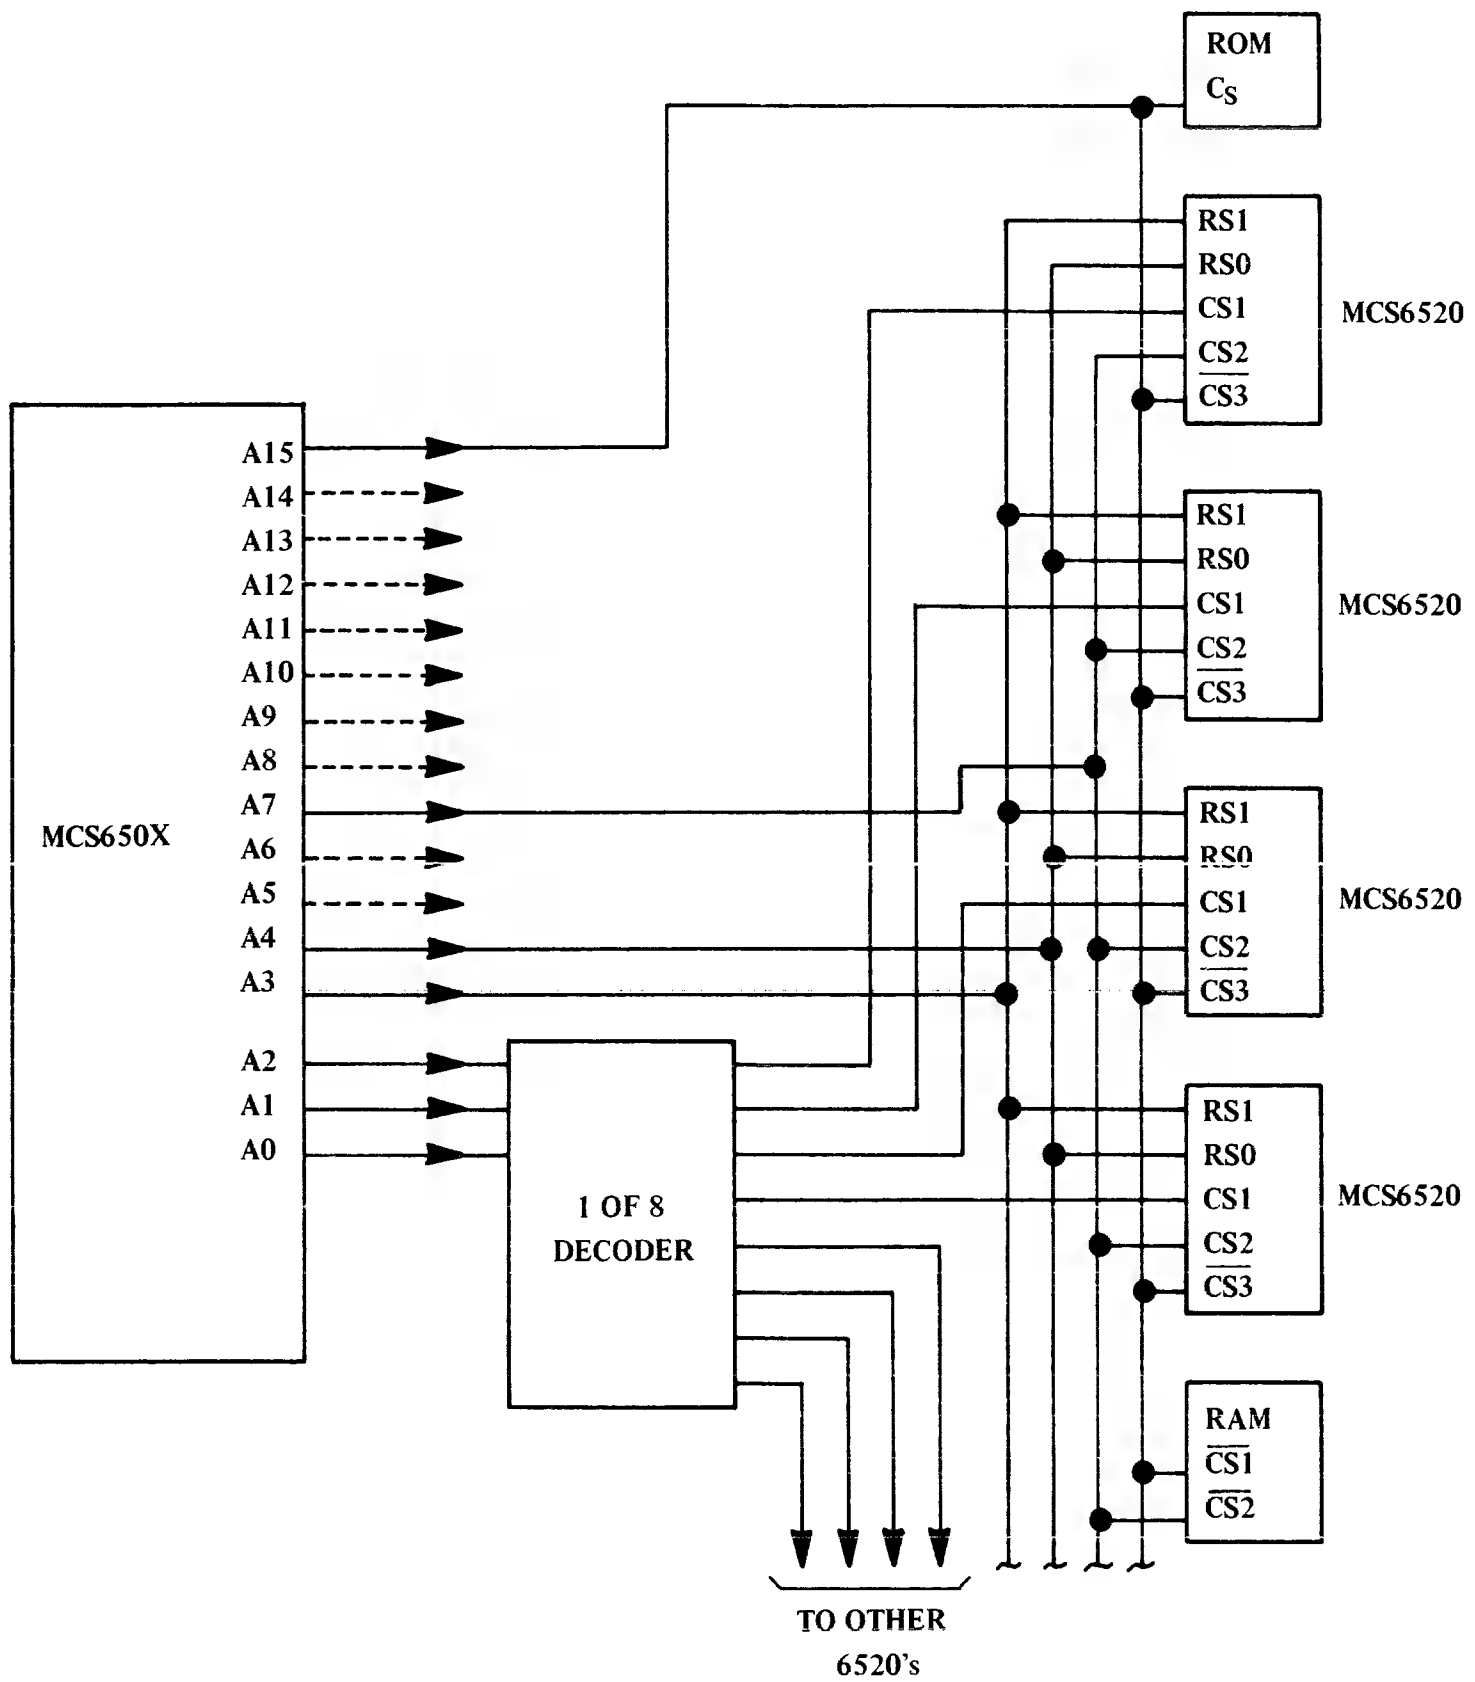 ROM
CS
RS1
RS0
CS1
CS2
CS3
MCS6520
RS1
RS0
CS1
CS2
CS3
MCS6520
RS1
RS0
CS1
CS2
CS3
MCS6520
RS1
RS0
CS1
CS2
CS3
MCS6520
RAM
CS1
CS2
MCS650X
A15
A14
A13
A12
A11
A10
A9
A8
A7
A6
A5
A4
A3
A2
A1
A0
1 OF 8
DECODER
TO OTHER
6520's